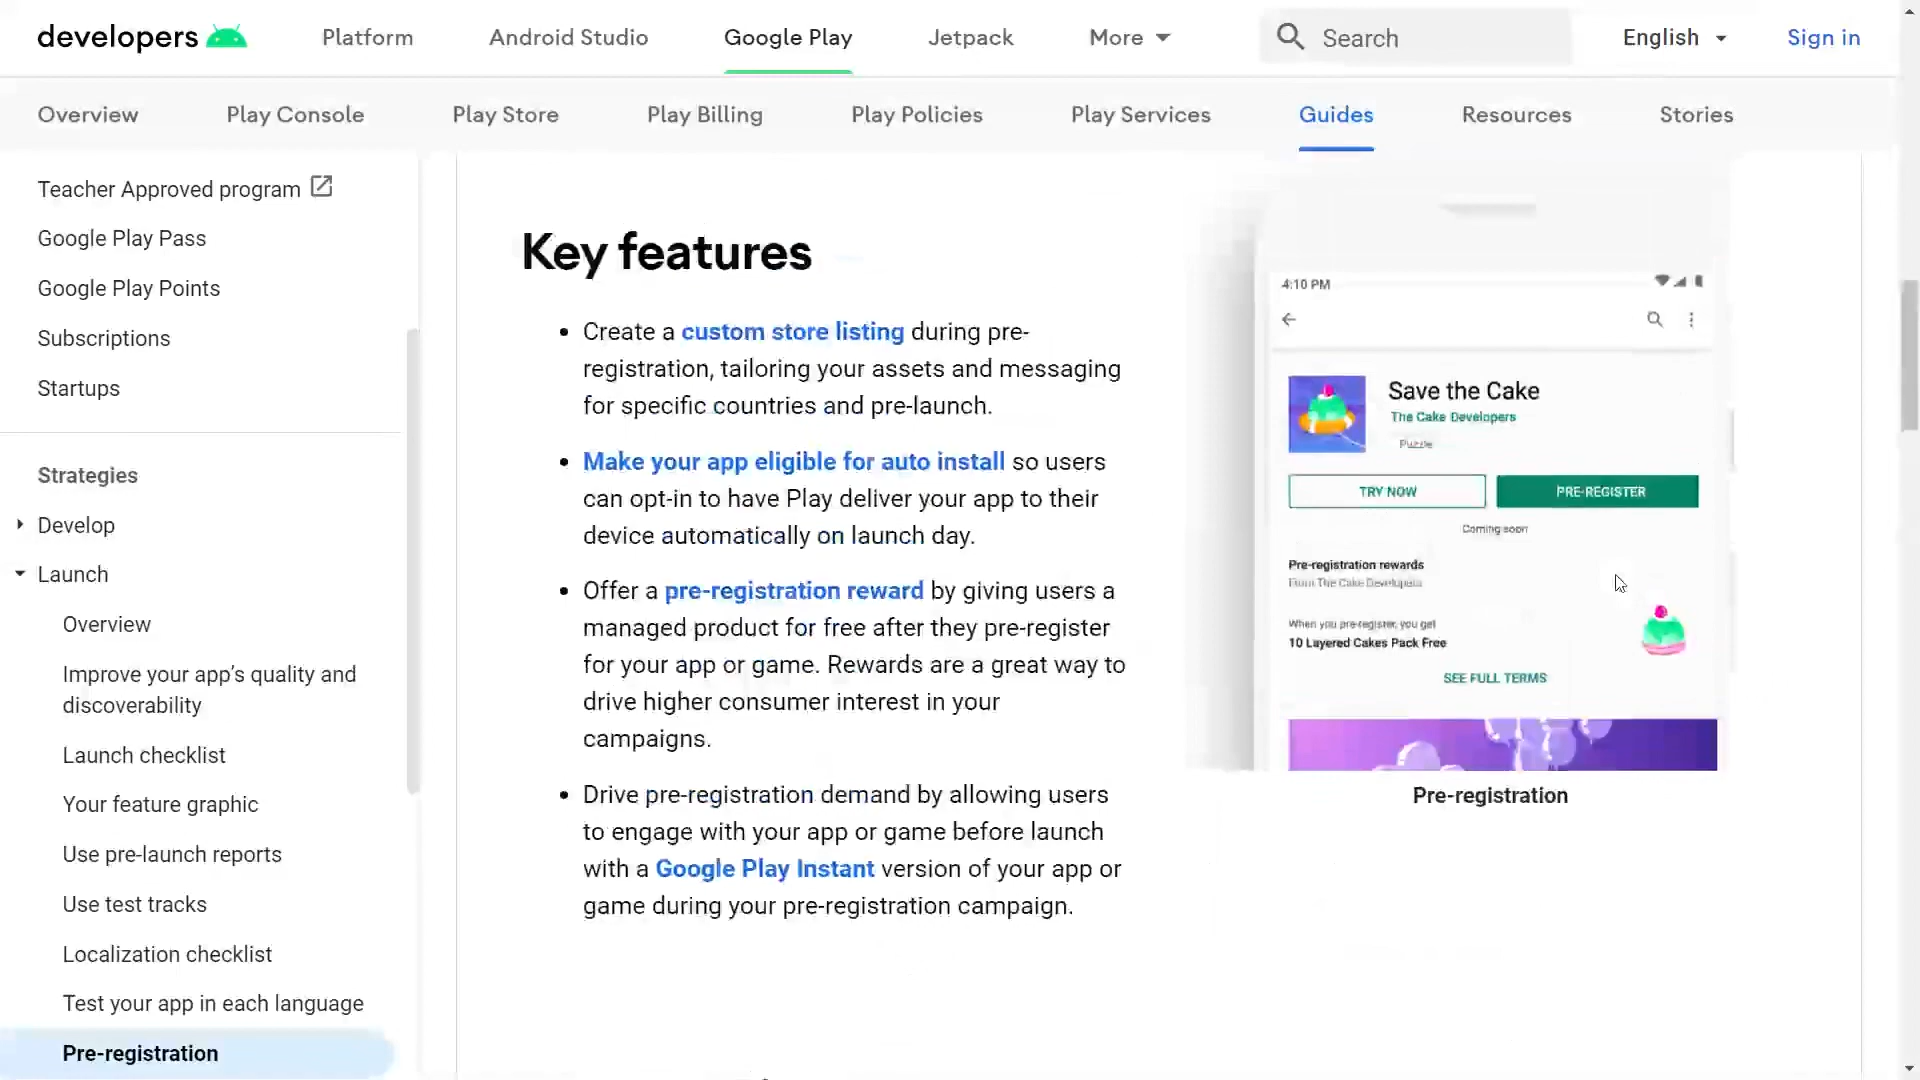 developers
Platform
Android Studio
Google Play
Jetpack
More
Search
English
Sign in
Overview
Play Console
Play Store
Play Billing
Play Policies
Play Services
Guides
Resources
Stories
Teacher Approved program
Google Play Pass
Google Play Points
Subscriptions
Startups
Strategies
Develop
Launch
Overview
Improve your app’s quality and
discoverability
Launch checklist
Your feature graphic
Use pre-launch reports
Use test tracks
Localization checklist
Test your app in each language
Pre-registration
Key features
• Create a custom store listing during pre-
registration, tailoring your assets and messaging
for specific countries and pre-launch.
• Make your app eligible for auto install so users
can opt-in to have Play deliver your app to their
device automatically on launch day.
• Offer a pre-registration reward by giving users a
managed product for free after they pre-register
for your app or game. Rewards are a great way to
drive higher consumer interest in your
campaigns.
• Drive pre-registration demand by allowing users
to engage with your app or game before launch
with a Google Play Instant version of your app or
game during your pre-registration campaign.
4:10 PM
Save the Cake
The Cake Developers
Puzzle
TRY NOW
PRE-REGISTER
Coming soon
Pre-registration rewards
From The Cake Developers
When you pre-register, you get
10 Layered Cakes Pack Free
SEE FULL TERMS
Pre-registration